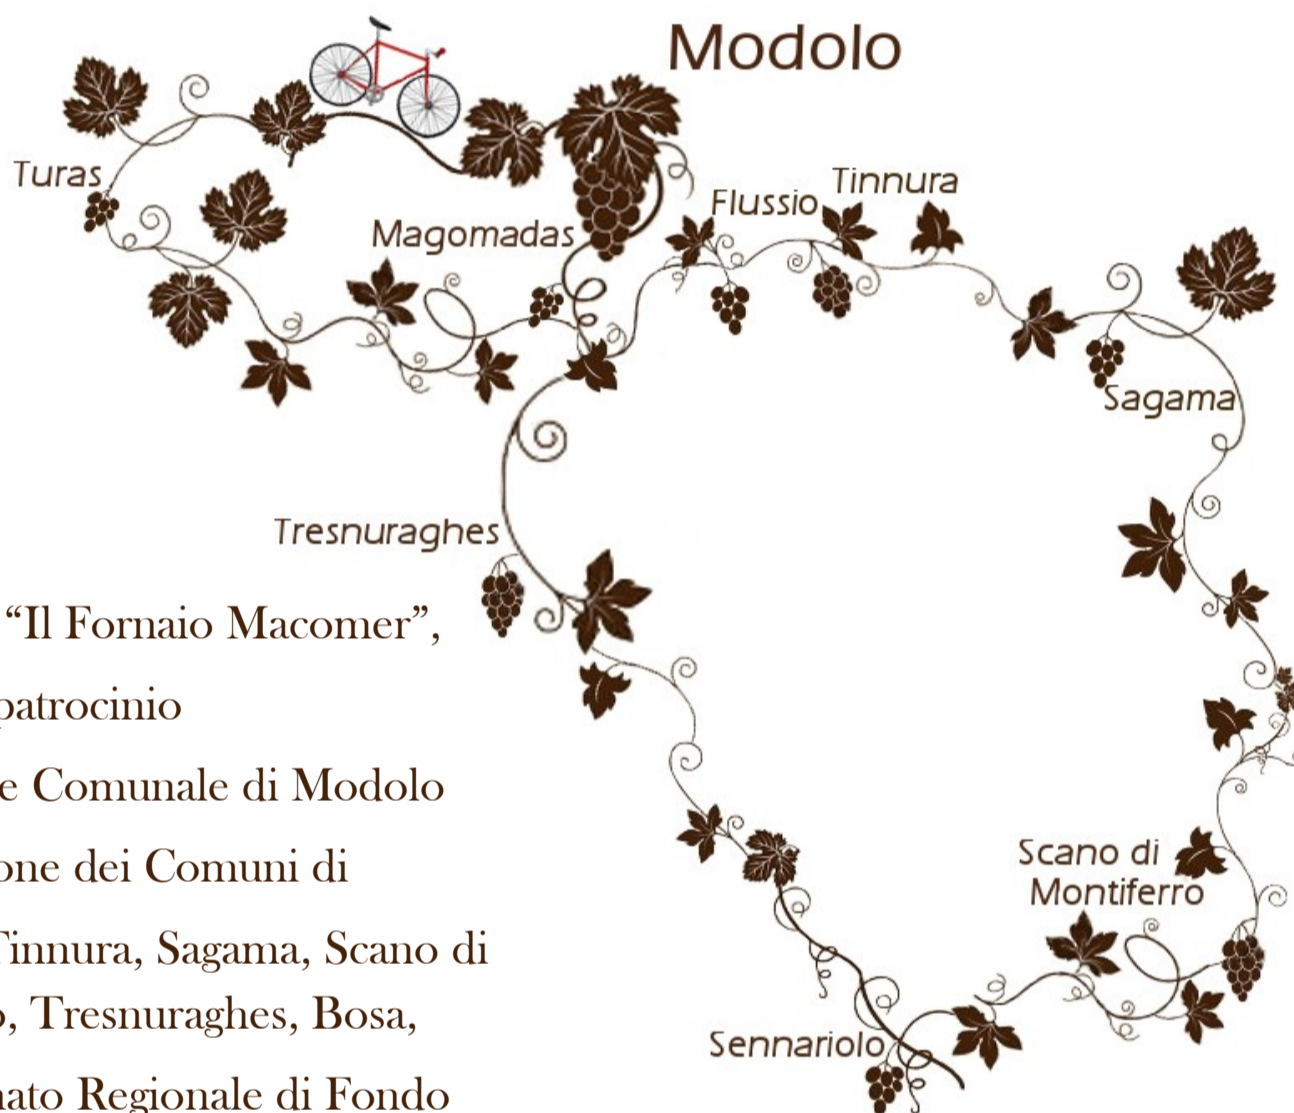 Modolo
Turas
Tinnura
Flussio
Magomadas
Sagama
Tresnuraghes
“Il Fornaio Macomer”,
patrocinio
e Comunale di Modolo
one dei Comuni di
Tinnura, Sagama, Scano di
o, Tresnuraghes, Bosa,
nato Regionale di Fondo
Scano di
Montiferro
Sennariolo